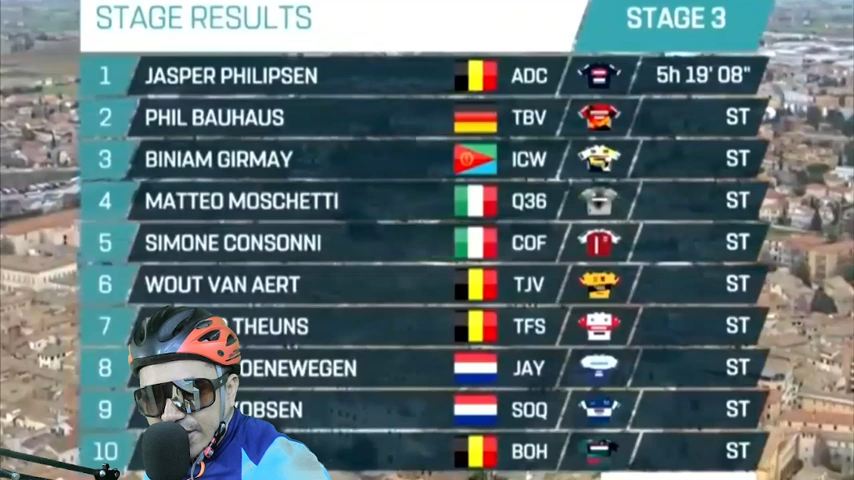 STAGE RESULTS STAGE 3
1 JASPER PHILIPSEN ADC 5h 19' 08"
2 PHIL BAUHAUS TBV ST
3 BINIAM GIRMAY ICW ST
4 MATTEO MOSCHETTI Q36 ST
5 SIMONE CONSONNI COF ST
6 WOUT VAN AERT TJV ST
7 THEUNS TFS ST
8 OENEWEGEN JAY ST
9 OBSEN SOQ ST
10 BOH ST